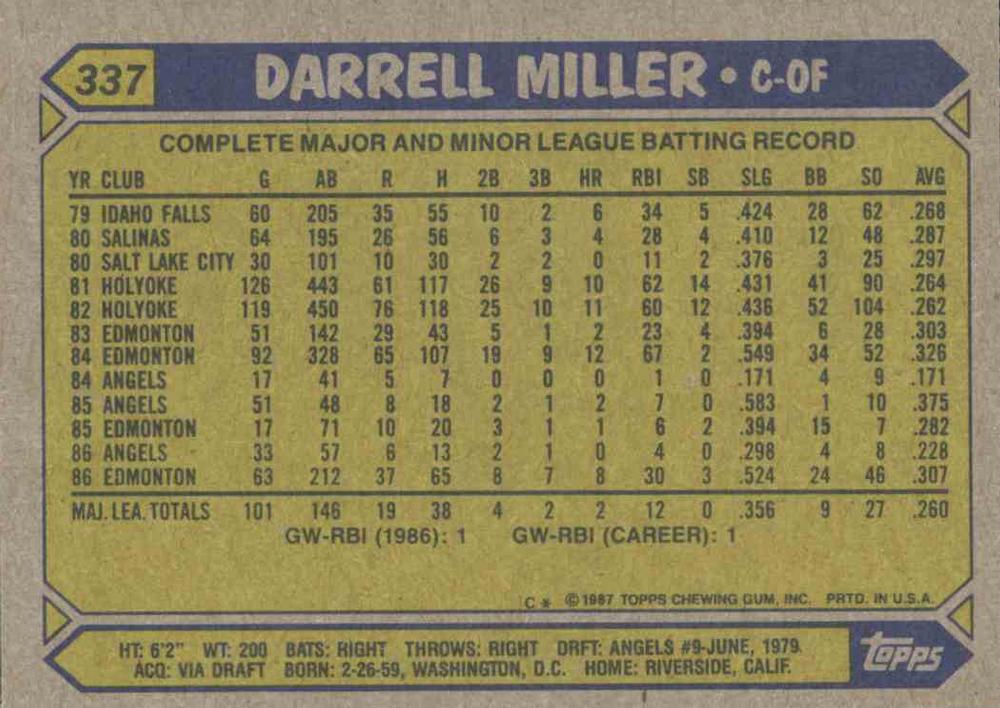 337 DARRELL MILLER • C-OF
COMPLETE MAJOR AND MINOR LEAGUE BATTING RECORD
YR CLUB G AB R H 2B 3B HR RBI SB SLG BB SO AVG
79 IDAHO FALLS 60 205 35 55 10 2 6 34 5 .424 28 62 .268
80 SALINAS 64 195 26 56 6 3 4 28 4 .410 12 48 .287
80 SALT LAKE CITY 30 101 10 30 2 2 0 11 2 .376 3 25 .297
81 HOLYOKE 126 443 61 117 26 9 10 62 14 .431 41 90 .264
82 HOLYOKE 119 450 76 118 25 10 11 60 12 .436 52 104 .262
83 EDMONTON 51 142 29 43 5 1 2 23 4 .394 6 28 .303
84 EDMONTON 92 328 65 107 19 9 12 67 2 .549 34 52 .326
84 ANGELS 17 41 5 7 0 0 0 1 0 .171 4 9 .171
85 ANGELS 51 48 8 18 2 1 2 7 0 .583 1 10 .375
85 EDMONTON 17 71 10 20 3 1 1 6 2 .394 15 7 .282
86 ANGELS 33 57 6 13 2 1 0 4 0 .298 4 8 .228
86 EDMONTON 63 212 37 65 8 7 8 30 3 .524 24 46 .307
MAJ. LEA. TOTALS 101 146 19 38 4 2 2 12 0 .356 9 27 .260
GW-RBI (1986): 1 GW-RBI (CAREER): 1
C* ©1987 TOPPS CHEWING GUM, INC. PRTD. IN U.S.A.
HT: 6'2" WT: 200 BATS: RIGHT THROWS: RIGHT DRFT: ANGELS #9-JUNE, 1979.
ACQ: VIA DRAFT BORN: 2-26-59, WASHINGTON, D.C. HOME: RIVERSIDE, CALIF.
topps